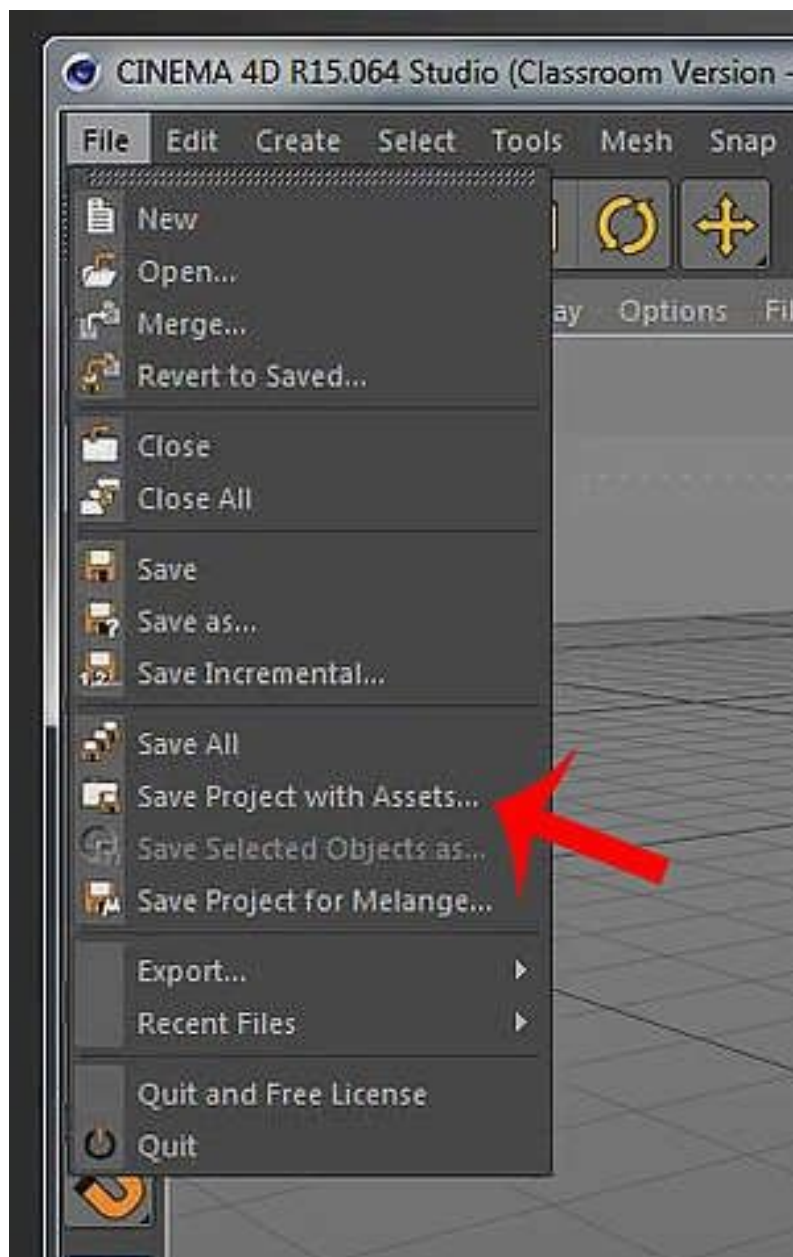 CINEMA 4D R15.064 Studio (Classroom Version -
File Edit Create Select Tools Mesh Snap
New
Open...
Merge...
Revert to Saved...
Close
Close All
Save
Save as...
Save Incremental...
Save All
Save Project with Assets...
Save Selected Objects as...
Save Project for Melange...
Export...
Recent Files
Quit and Free License
Quit
ay Options Fil